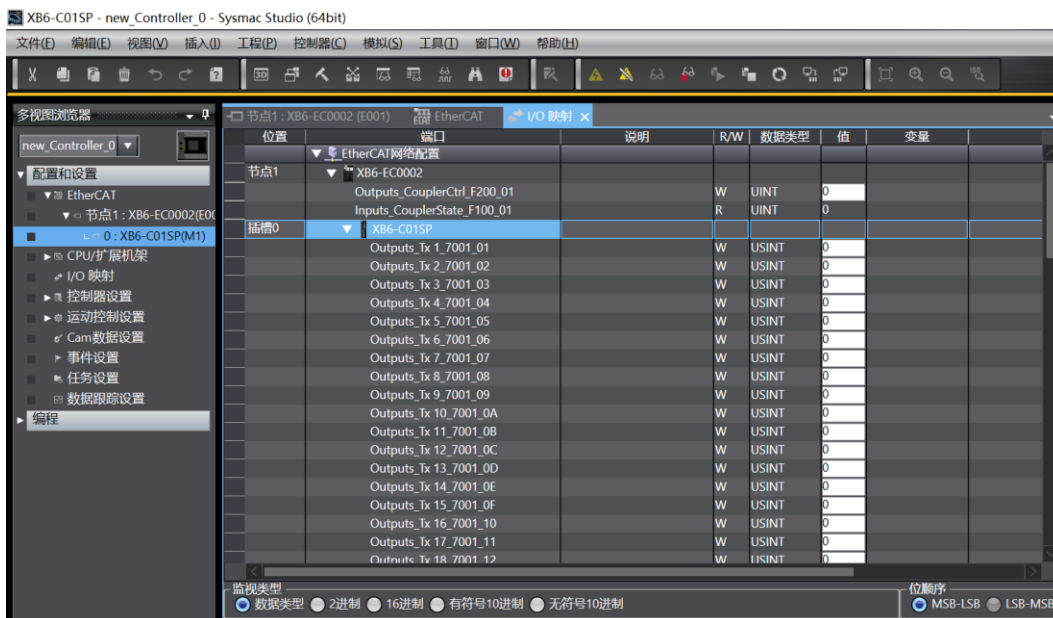 XB6-C01SP - new_Controller_0 - Sysmac Studio (64bit)
文件(F) 编辑(E) 视图(V) 插入(I) 工程(P) 控制器(C) 模拟(S) 工具(T) 窗口(W) 帮助(H)
多视图浏览器
new_Controller_0
配置和设置
EtherCAT
节点1 : XB6-EC0002(E00
0 : XB6-C01SP(M1)
CPU/扩展机架
I/O 映射
控制器设置
运动控制设置
Cam数据设置
事件设置
任务设置
数据跟踪设置
编程
节点1 : XB6-EC0002 (E001) EtherCAT I/O 映射
位置 端口 说明 R/W 数据类型 值 变量
EtherCAT网络配置
节点1 XB6-EC0002
Outputs_CouplerCtrl_F200_01 W UINT 0
Inputs_CouplerState_F100_01 R UINT 0
插槽0 XB6-C01SP
Outputs_Tx 1_7001_01 W USINT 0
Outputs_Tx 2_7001_02 W USINT 0
Outputs_Tx 3_7001_03 W USINT 0
Outputs_Tx 4_7001_04 W USINT 0
Outputs_Tx 5_7001_05 W USINT 0
Outputs_Tx 6_7001_06 W USINT 0
Outputs_Tx 7_7001_07 W USINT 0
Outputs_Tx 8_7001_08 W USINT 0
Outputs_Tx 9_7001_09 W USINT 0
Outputs_Tx 10_7001_0A W USINT 0
Outputs_Tx 11_7001_0B W USINT 0
Outputs_Tx 12_7001_0C W USINT 0
Outputs_Tx 13_7001_0D W USINT 0
Outputs_Tx 14_7001_0E W USINT 0
Outputs_Tx 15_7001_0F W USINT 0
Outputs_Tx 16_7001_10 W USINT 0
Outputs_Tx 17_7001_11 W USINT 0
Outputs_Tx 18_7001_12 W USINT 0
监视类型 位顺序
数据类型 2进制 16进制 有符号10进制 无符号10进制 MSB-LSB LSB-MSB